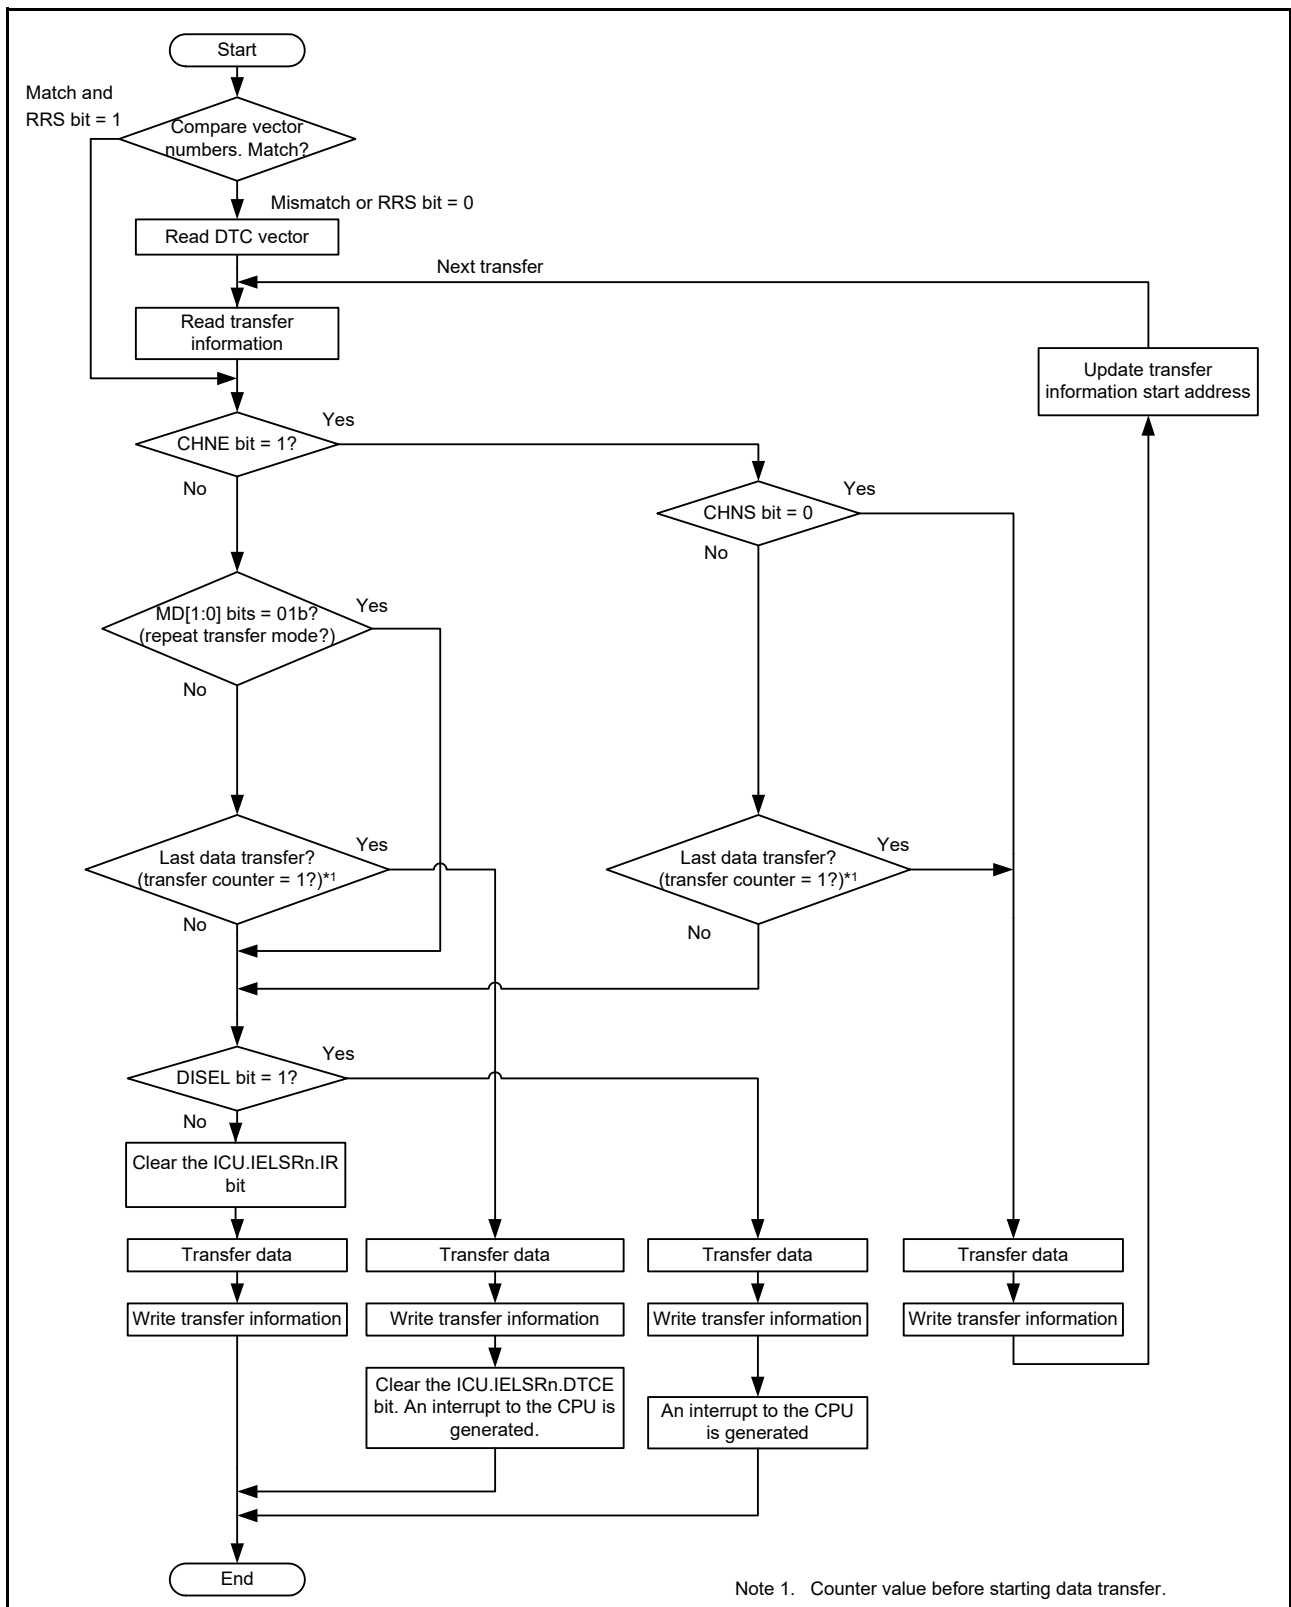 Start
Match and
RRS bit = 1
Compare vector
numbers. Match?
Mismatch or RRS bit = 0
Read DTC vector
Next transfer
Read transfer
information
Update transfer
information start address
Yes
CHNE bit = 1?
No
Yes
CHNS bit = 0
No
MD[1:0] bits = 01b?
(repeat transfer mode?)
Yes
No
Last data transfer?
(transfer counter = 1?)*1
Yes
No
Last data transfer?
(transfer counter = 1?)*1
Yes
No
Yes
DISEL bit = 1?
No
Clear the ICU.IELSRn.IR
bit
Transfer data
Transfer data
Transfer data
Transfer data
Write transfer information
Write transfer information
Write transfer information
Write transfer information
Clear the ICU.IELSRn.DTCE
bit. An interrupt to the CPU is
generated.
An interrupt to the CPU
is generated
End
Note 1. Counter value before starting data transfer.